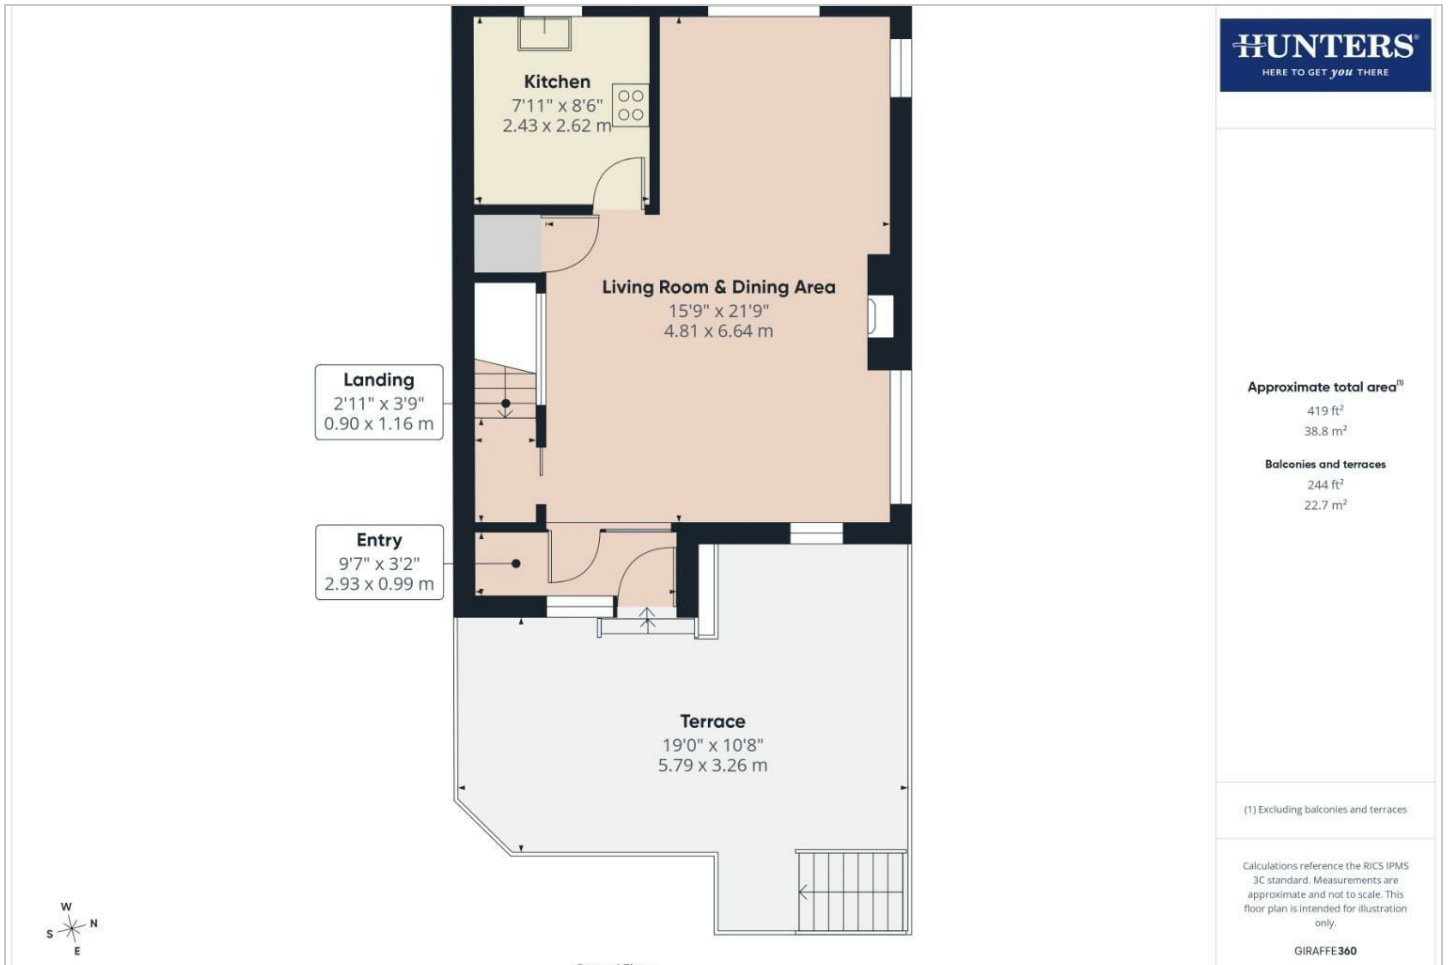 Kitchen
7'11" x 8'6"
2.43 x 2.62 m
Living Room & Dining Area
15'9" x 21'9"
4.81 x 6.64 m
Landing
2'11" x 3'9"
0.90 x 1.16 m
Entry
9'7" x 3'2"
2.93 x 0.99 m
Terrace
19'0" x 10'8"
5.79 x 3.26 m
W
N
S
E
HUNTERS®
HERE TO GET you THERE
Approximate total area⁽¹⁾
419 ft²
38.8 m²
Balconies and terraces
244 ft²
22.7 m²
(1) Excluding balconies and terraces
Calculations reference the RICS IPMS
3C standard. Measurements are
approximate and not to scale. This
floor plan is intended for illustration
only.
GIRAFFE360